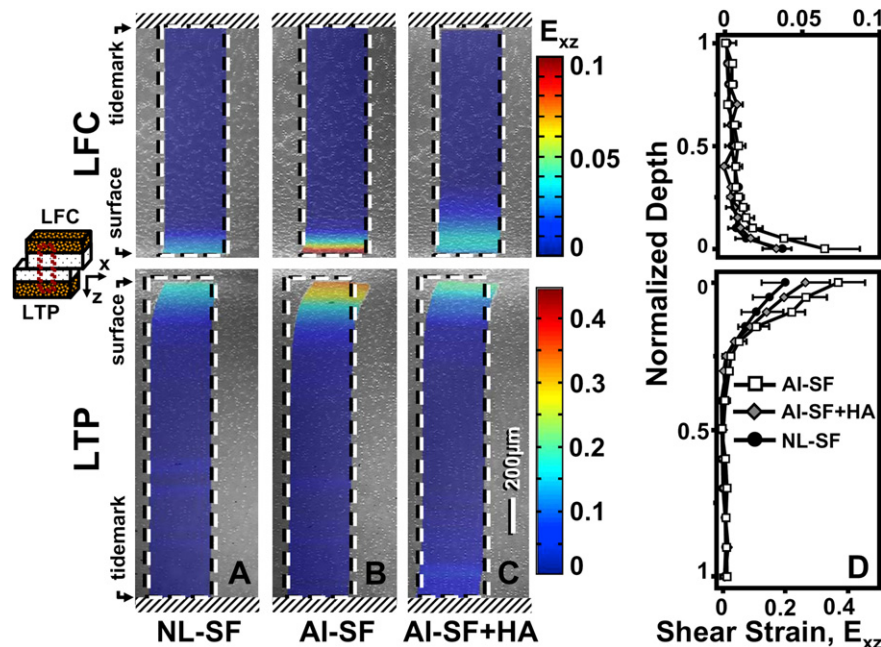 0 0.05 0.1
LFC
tidemark
surface
E_xz
0.1
0.05
0
LFC
x
z
LTP
LTP
surface
tidemark
0.4
0.3
0.2
0.1
0
200μm
A
B
C
NL-SF
AI-SF
AI-SF+HA
Normalized Depth
1
0.5
0
0
0.5
1
AI-SF
AI-SF+HA
NL-SF
D
0 0.2 0.4
Shear Strain, E_xz